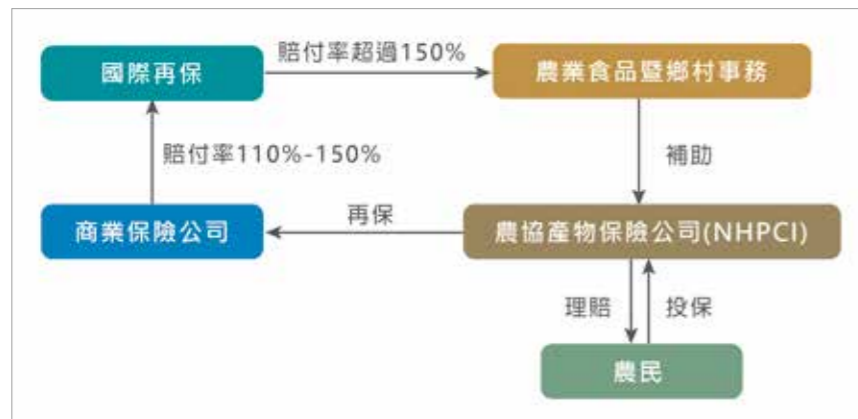 國際再保
賠付率超過150%
農業食品暨鄉村事務
賠付率110%-150%
補助
商業保險公司
再保
農協產物保險公司(NHPCI)
理賠
投保
農民